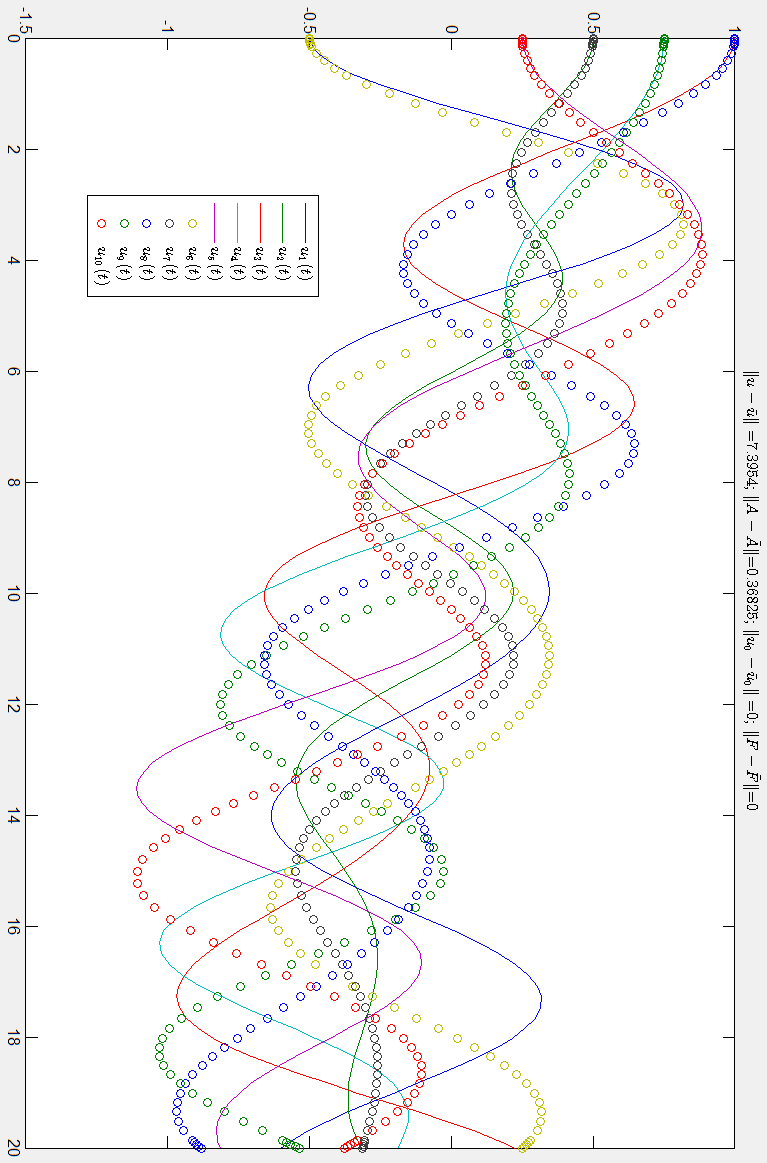 ‖u − ū‖ =7.3954; ‖A − Ā‖=0.36825; ‖u₀ − ū₀‖ =0; ‖F − F̄‖=0
1
0.5
0
-0.5
-1
-1.5
u₁(t)
u₂(t)
u₃(t)
u₄(t)
u₅(t)
u₆(t)
u₇(t)
u₈(t)
u₉(t)
u₁₀(t)
0 2 4 6 8 10 12 14 16 18 20